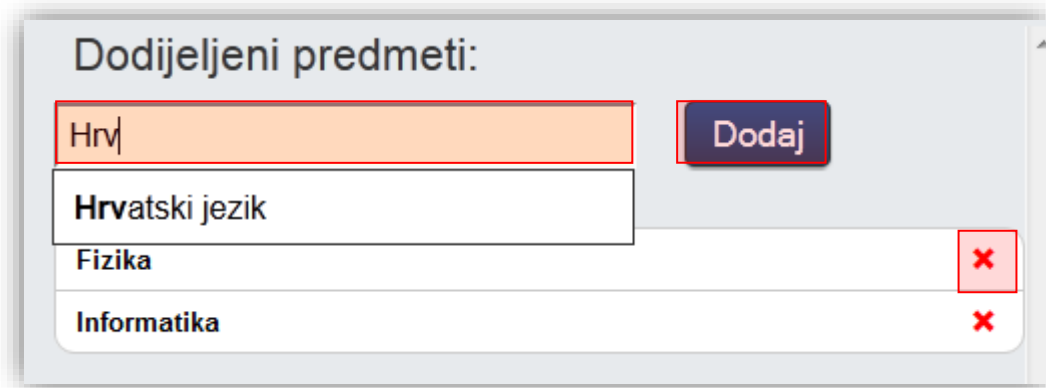 Dodijeljeni predmeti:
Hrv
Dodaj
Hrvatski jezik
Fizika
Informatika